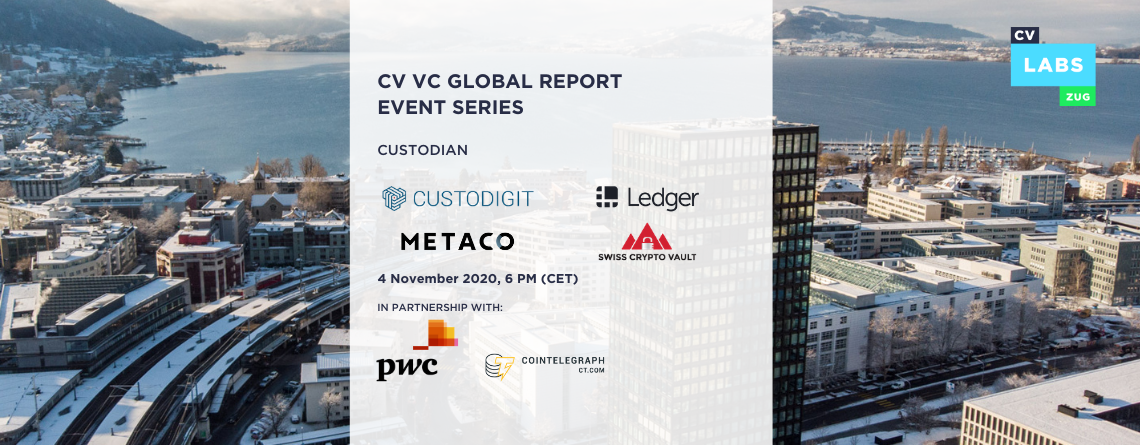 CV VC GLOBAL REPORT
EVENT SERIES
CUSTODIAN
CUSTODIGIT
Ledger
METACO
SWISS CRYPTO VAULT
4 November 2020, 6 PM (CET)
IN PARTNERSHIP WITH:
pwc
COINTELEGRAPH
CT.COM
CV
LABS
ZUG